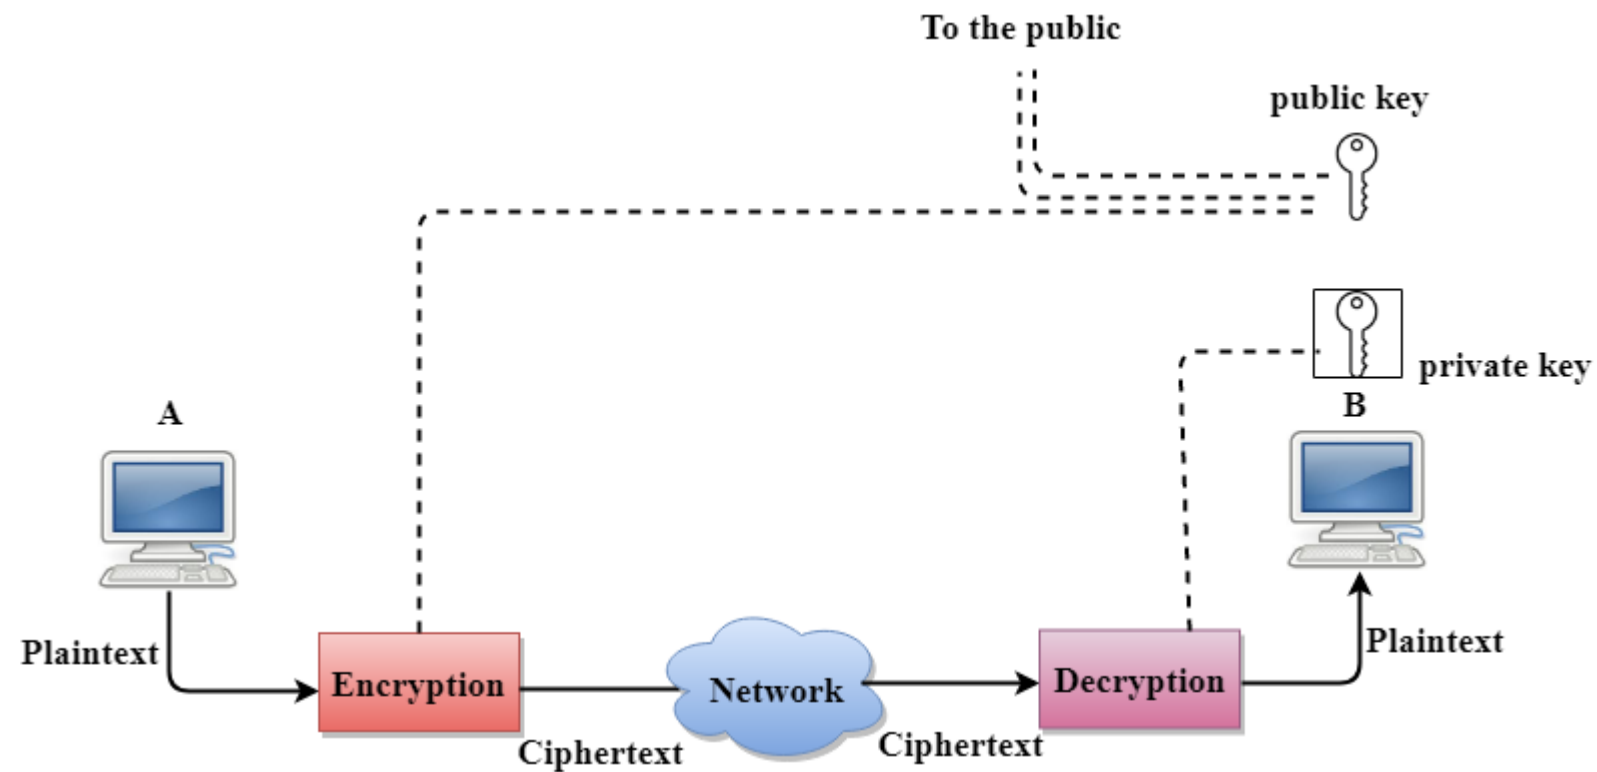 To the public
public key
private key
A
B
Plaintext
Plaintext
Encryption
Network
Decryption
Ciphertext
Ciphertext